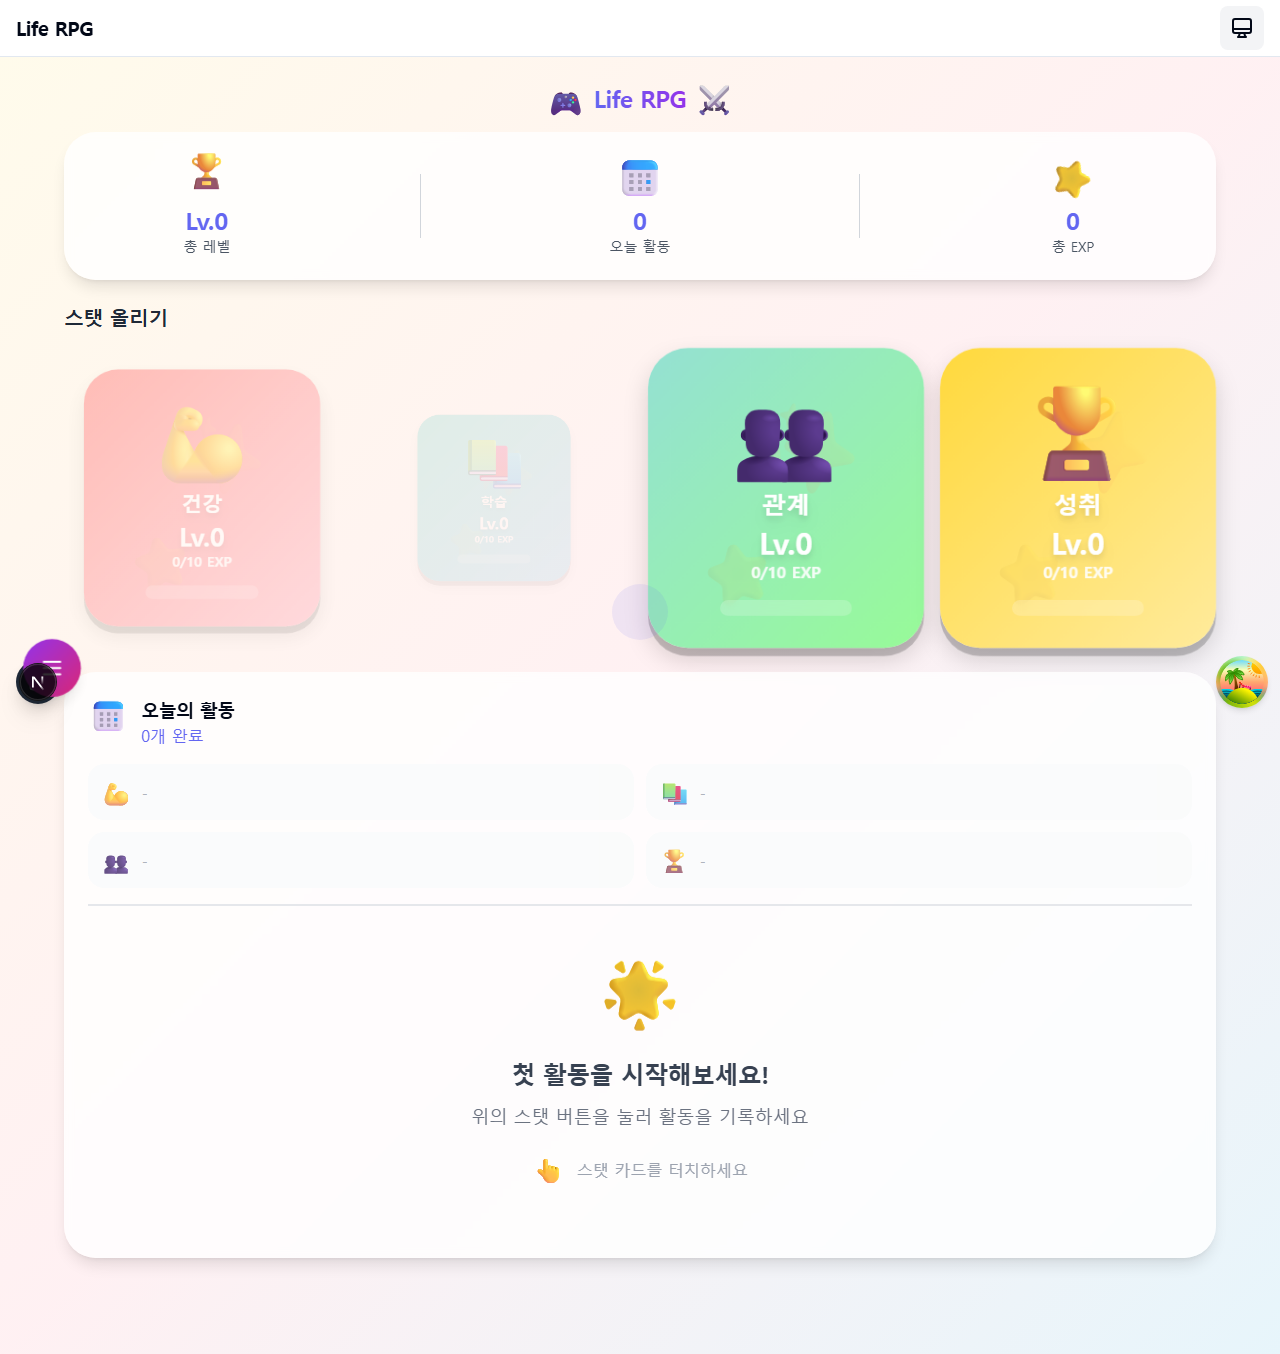 Life RPG
Life RPG
Lv.0
총 레벨
0
오늘 활동
0
총 EXP
스탯 올리기
건강
Lv.0
0/10 EXP
학습
Lv.0
0/10 EXP
관계
Lv.0
0/10 EXP
성취
Lv.0
0/10 EXP
N
오늘의 활동
0개 완료
-
-
-
-
첫 활동을 시작해보세요!
위의 스탯 버튼을 눌러 활동을 기록하세요
스탯 카드를 터치하세요